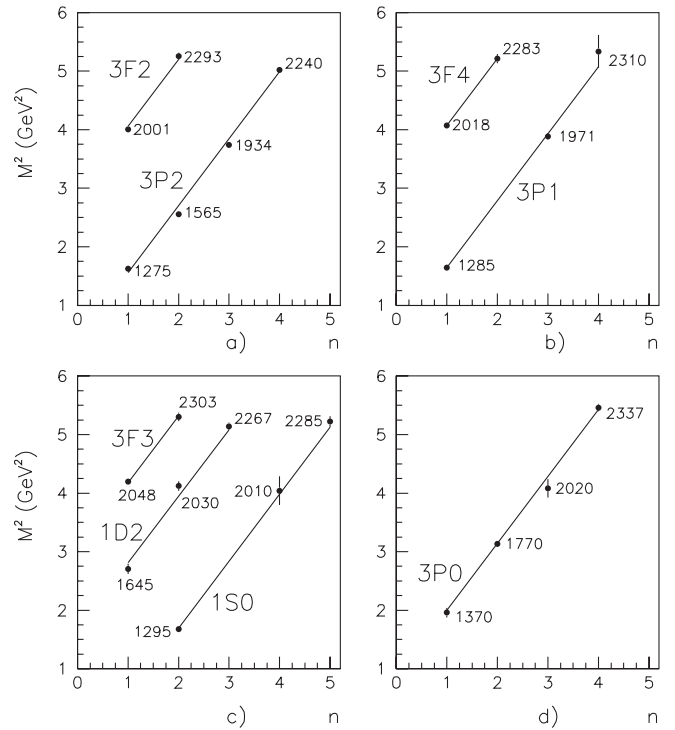 M² (GeV²)
6
5
4
3
2
1
0 1 2 3 4 5
3F2
2293
2001
2240
3P2
1934
1565
1275
a) n
6
5
4
3
2
1
0 1 2 3 4 5
3F4
2283
2018
2310
1971
3P1
1285
b) n
M² (GeV²)
6
5
4
3
2
1
0 1 2 3 4 5
2303
3F3
2048
2267
2030
1D2
1645
2285
2010
1S0
1295
c) n
6
5
4
3
2
1
0 1 2 3 4 5
2337
2020
1770
3P0
1370
d) n